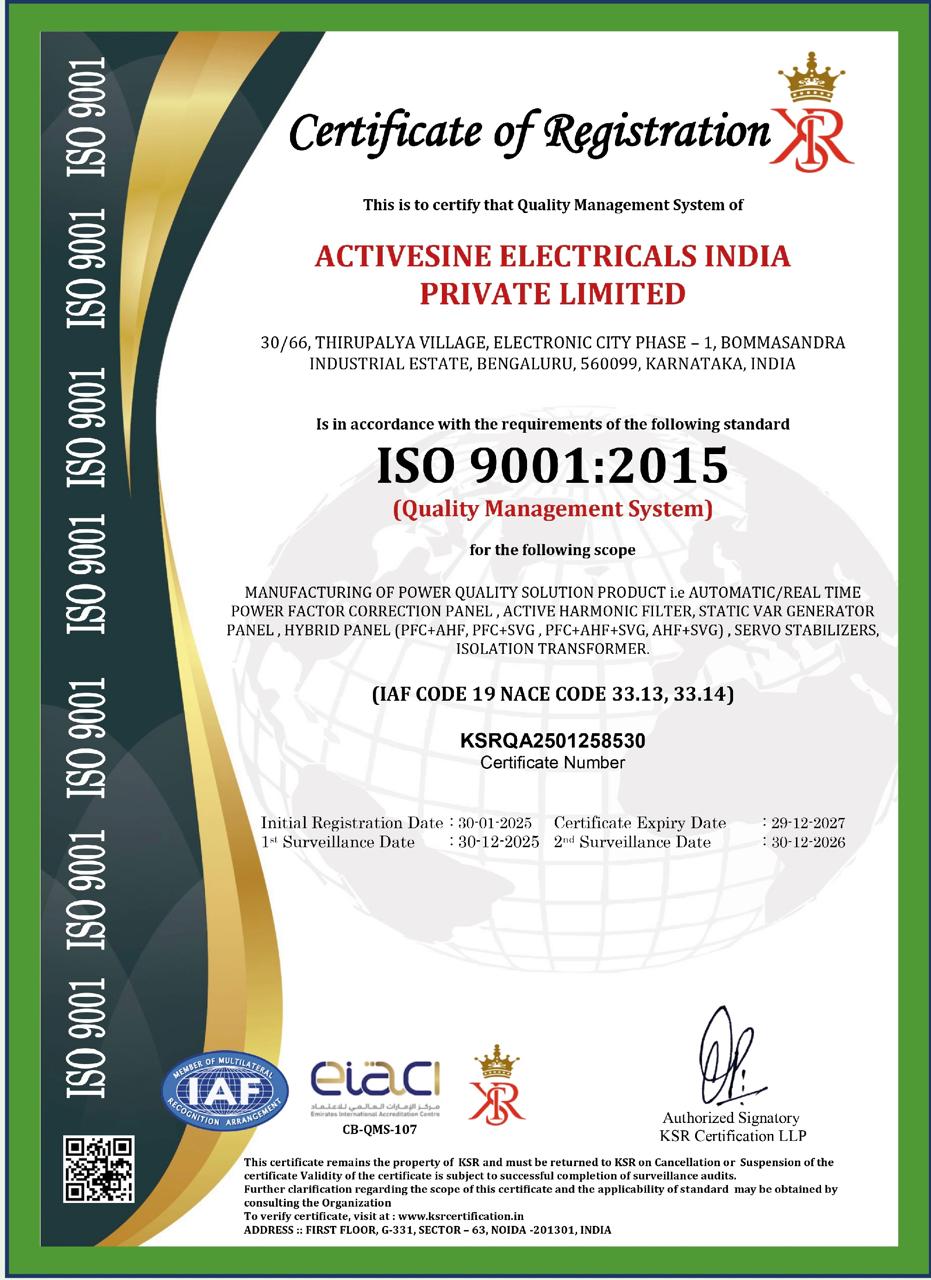 ISO 9001 ISO 9001 ISO 9001 ISO 9001 ISO 9001 ISO 9001 ISO 9001
Certificate of Registration
KSR
This is to certify that Quality Management System of
ACTIVESINE ELECTRICALS INDIA
PRIVATE LIMITED
30/66, THIRUPALYA VILLAGE, ELECTRONIC CITY PHASE – 1, BOMMASANDRA
INDUSTRIAL ESTATE, BENGALURU, 560099, KARNATAKA, INDIA
Is in accordance with the requirements of the following standard
ISO 9001:2015
(Quality Management System)
for the following scope
MANUFACTURING OF POWER QUALITY SOLUTION PRODUCT i.e AUTOMATIC/REAL TIME
POWER FACTOR CORRECTION PANEL , ACTIVE HARMONIC FILTER, STATIC VAR GENERATOR
PANEL , HYBRID PANEL (PFC+AHF, PFC+SVG , PFC+AHF+SVG, AHF+SVG) , SERVO STABILIZERS,
ISOLATION TRANSFORMER.
(IAF CODE 19 NACE CODE 33.13, 33.14)
KSRQA2501258530
Certificate Number
Initial Registration Date : 30-01-2025 Certificate Expiry Date : 29-12-2027
1st Surveillance Date : 30-12-2025 2nd Surveillance Date : 30-12-2026
MEMBER OF MULTILATERAL
IAF
RECOGNITION ARRANGEMENT
eiaci
مركز الإمارات العالمي للاعتماد
Emirates International Accreditation Centre
CB-QMS-107
KSR
Authorized Signatory
KSR Certification LLP
This certificate remains the property of KSR and must be returned to KSR on Cancellation or Suspension of the
certificate Validity of the certificate is subject to successful completion of surveillance audits.
Further clarification regarding the scope of this certificate and the applicability of standard may be obtained by
consulting the Organization
To verify certificate, visit at : www.ksrcertification.in
ADDRESS :: FIRST FLOOR, G-331, SECTOR – 63, NOIDA -201301, INDIA